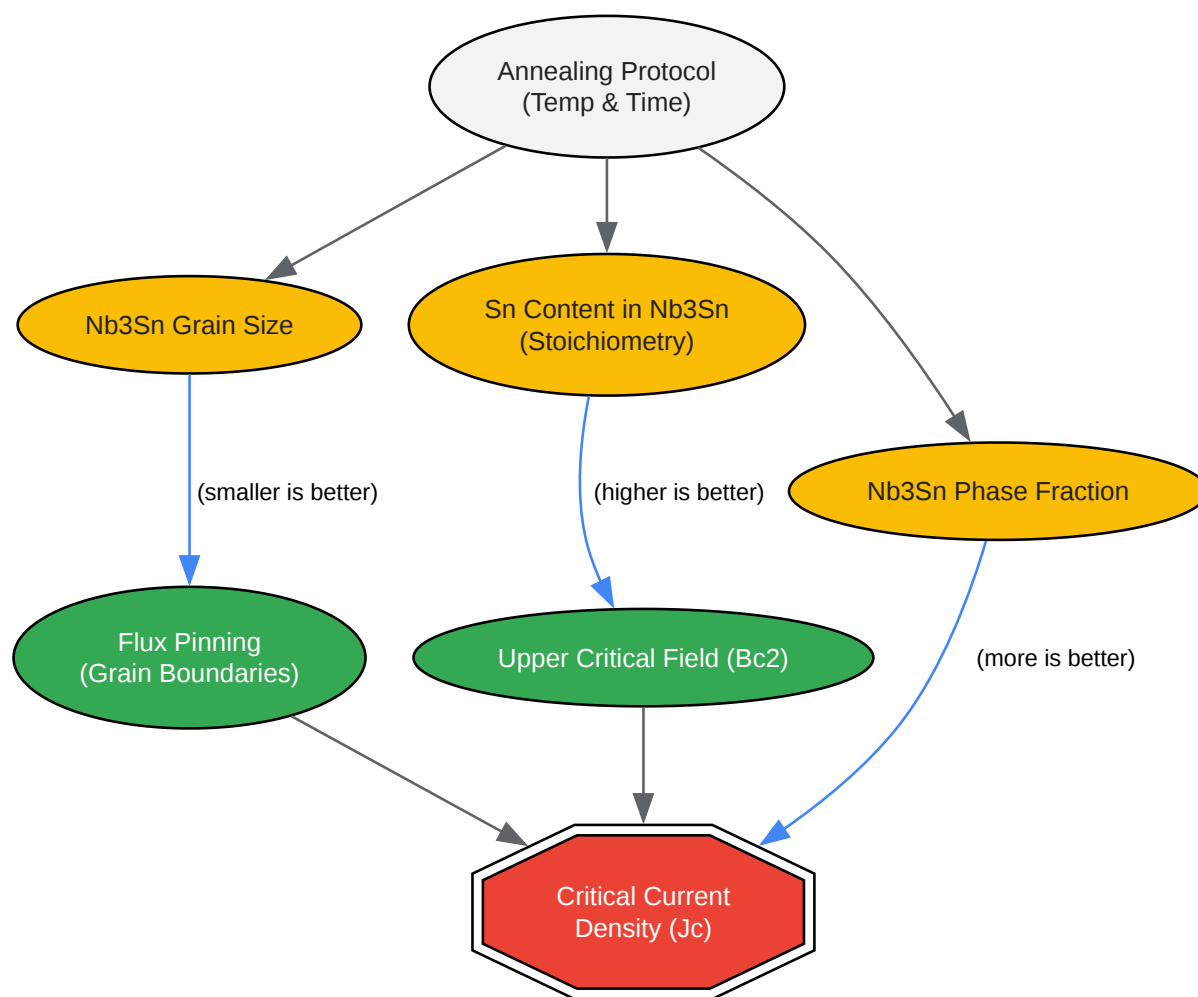 Annealing Protocol
(Temp & Time)
Nb3Sn Grain Size
Sn Content in Nb3Sn
(Stoichiometry)
(smaller is better)
(higher is better)
Nb3Sn Phase Fraction
Flux Pinning
(Grain Boundaries)
Upper Critical Field (Bc2)
(more is better)
Critical Current
Density (Jc)